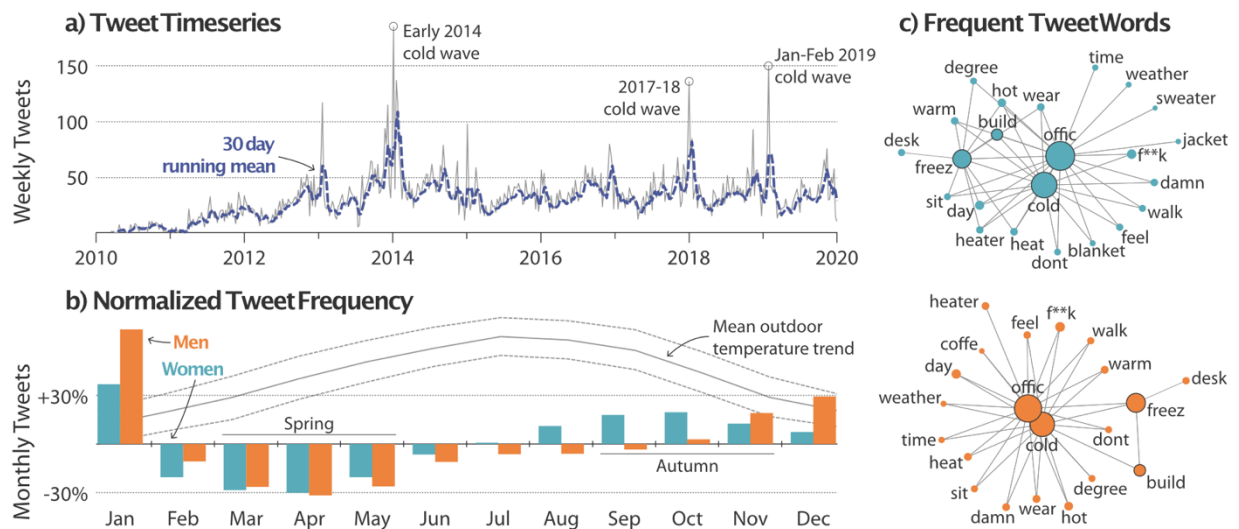 a) Tweet Timeseries
Weekly Tweets
150
100
50
Early 2014
cold wave
30 day
running mean
2017-18
cold wave
Jan-Feb 2019
cold wave
2010
2012
2014
2016
2018
2020
b) Normalized Tweet Frequency
Monthly Tweets
+30%
-30%
Men
Women
Spring
Mean outdoor
temperature trend
Autumn
Jan
Feb
Mar
Apr
May
Jun
Jul
Aug
Sep
Oct
Nov
Dec
c) Frequent Tweet Words
time
degree
weather
hot
wear
sweater
warm
build
offic
jacket
desk
freez
f**k
cold
damn
sit
day
walk
heater
heat
dont
blanket
feel
heater
f**k
feel
walk
coffe
warm
day
offic
desk
weather
freez
time
cold
dont
heat
build
sit
degree
damn
wear
hot